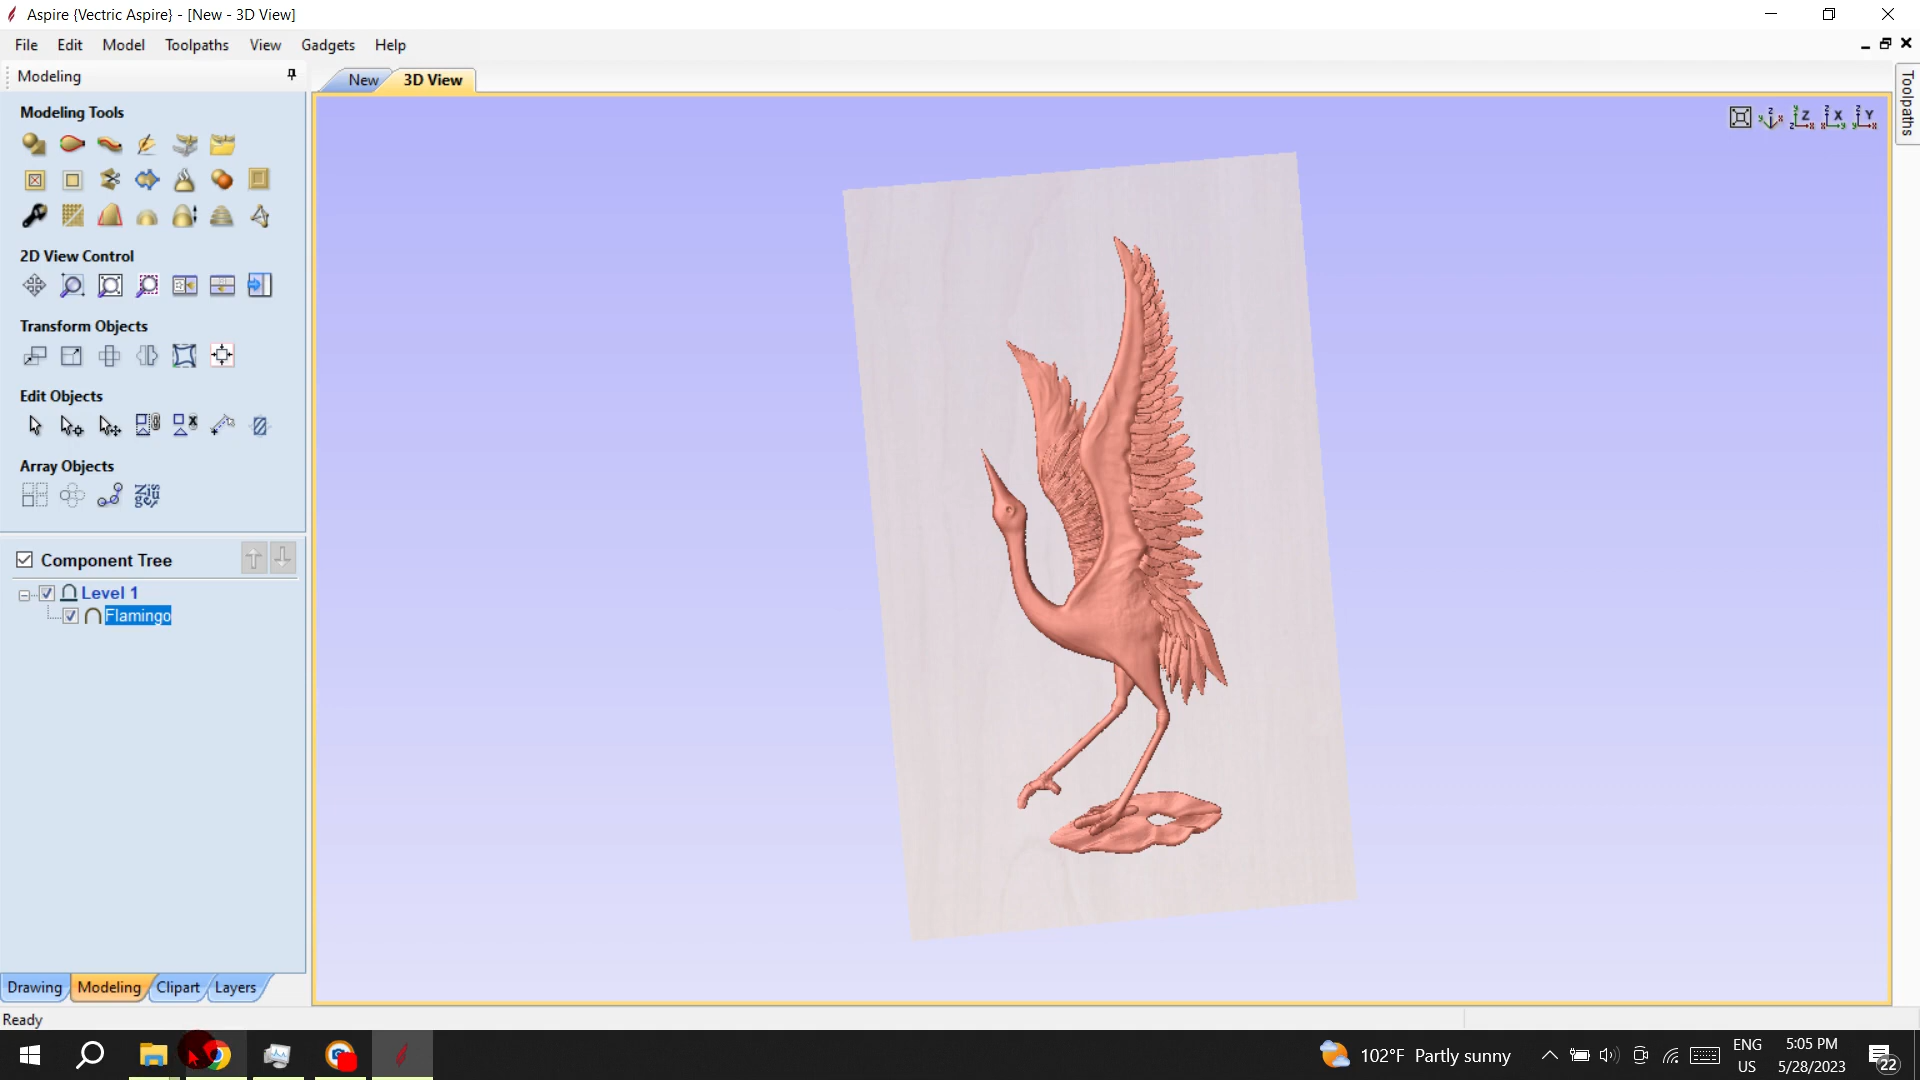 Aspire {Vectric Aspire} - [New - 3D View]
File Edit Model Toolpaths View Gadgets Help
Modeling
New 3D View
Toolpaths
Modeling Tools
2D View Control
Transform Objects
Edit Objects
Array Objects
Component Tree
Level 1
Flamingo
Drawing Modeling Clipart Layers
Ready
102°F Partly sunny
ENG
US
5:05 PM
5/28/2023
22